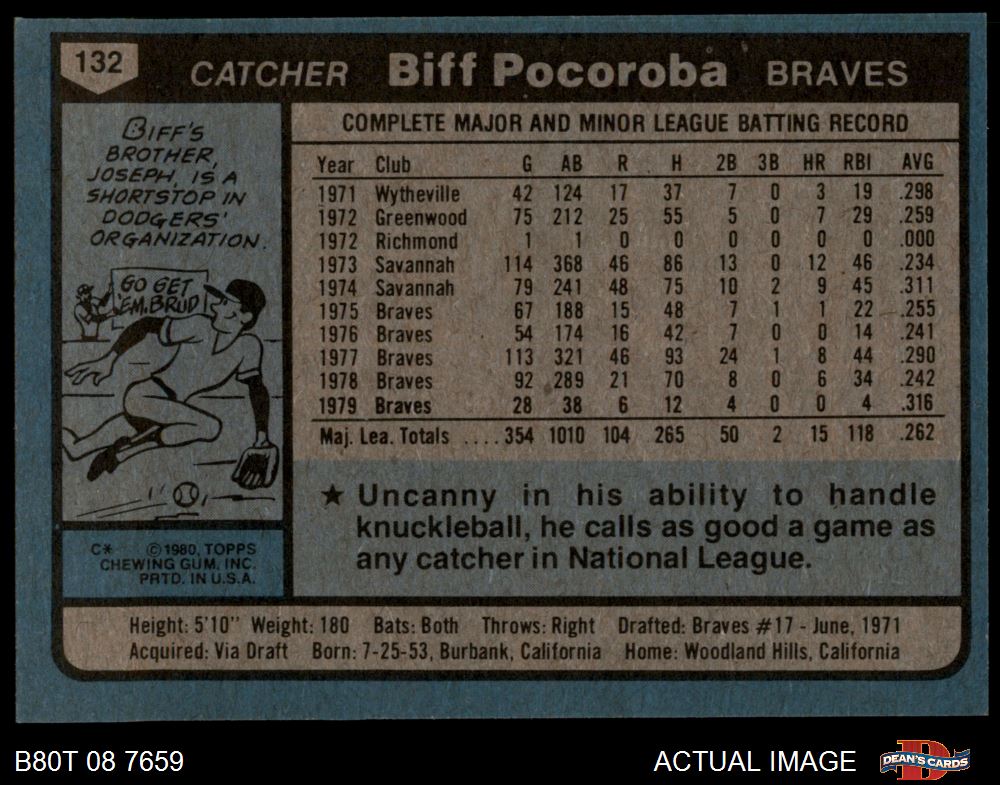 132
CATCHER Biff Pocoroba BRAVES
BIFF'S
BROTHER,
JOSEPH, IS A
SHORTSTOP IN
DODGERS'
ORGANIZATION.
GO GET
'EM, BRUD
C* ©1980, TOPPS
CHEWING GUM, INC.
PRTD. IN U.S.A.
COMPLETE MAJOR AND MINOR LEAGUE BATTING RECORD
Year Club G AB R H 2B 3B HR RBI AVG
1971 Wytheville 42 124 17 37 7 0 3 19 .298
1972 Greenwood 75 212 25 55 5 0 7 29 .259
1972 Richmond 1 1 0 0 0 0 0 0 .000
1973 Savannah 114 368 46 86 13 0 12 46 .234
1974 Savannah 79 241 48 75 10 2 9 45 .311
1975 Braves 67 188 15 48 7 1 1 22 .255
1976 Braves 54 174 16 42 7 0 0 14 .241
1977 Braves 113 321 46 93 24 1 8 44 .290
1978 Braves 92 289 21 70 8 0 6 34 .242
1979 Braves 28 38 6 12 4 0 0 4 .316
Maj. Lea. Totals .... 354 1010 104 265 50 2 15 118 .262
★ Uncanny in his ability to handle
knuckleball, he calls as good a game as
any catcher in National League.
Height: 5'10" Weight: 180 Bats: Both Throws: Right Drafted: Braves #17 - June, 1971
Acquired: Via Draft Born: 7-25-53, Burbank, California Home: Woodland Hills, California
B80T 08 7659 ACTUAL IMAGE
D
DEAN'S CARDS